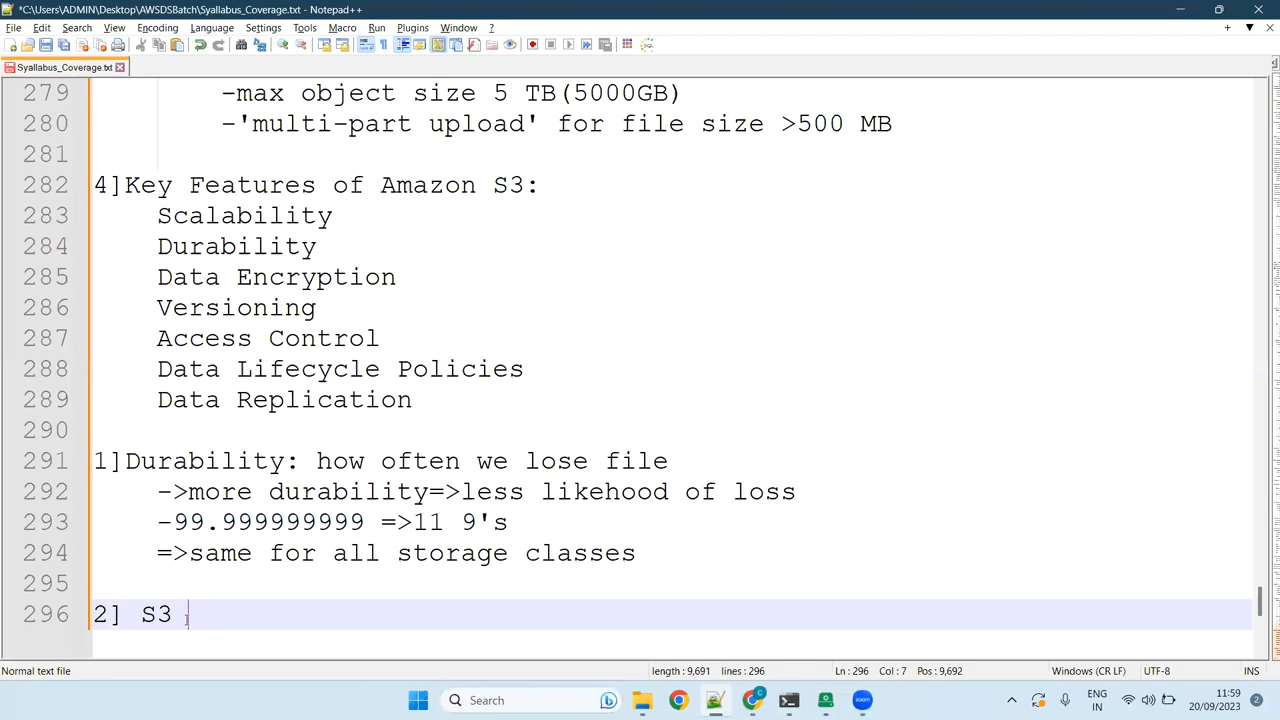 *C:\Users\ADMIN\Desktop\AWSDSBatch\Syallabus_Coverage.txt - Notepad++
File Edit Search View Encoding Language Settings Tools Macro Run Plugins Window ?
Syallabus_Coverage.txt
279 -max object size 5 TB(5000GB)
280 -'multi-part upload' for file size >500 MB
281
282 4]Key Features of Amazon S3:
283 Scalability
284 Durability
285 Data Encryption
286 Versioning
287 Access Control
288 Data Lifecycle Policies
289 Data Replication
290
291 1]Durability: how often we lose file
292 ->more durability=>less likehood of loss
293 -99.999999999 =>11 9's
294 =>same for all storage classes
295
296 2] S3
Normal text file length : 9,691 lines : 296 Ln : 296 Col : 7 Pos : 9,692 Windows (CR LF) UTF-8 INS
Search ENG IN 11:59 20/09/2023 2